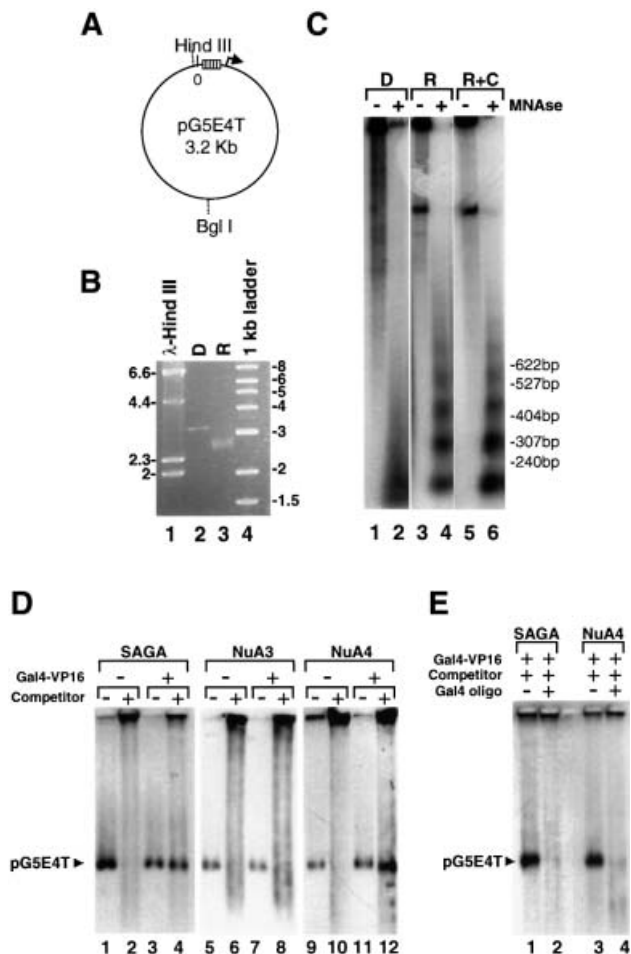 A
Hind III
0
pG5E4T
3.2 Kb
Bgl I
B
λ-Hind III
D
R
1 kb ladder
6.6-
4.4-
2.3-
2-
-8
-6
-5
-4
-3
-2
-1.5
1 2 3 4
C
D R R+C
- + - + - + MNAse
-622bp
-527bp
-404bp
-307bp
-240bp
1 2 3 4 5 6
D
SAGA NuA3 NuA4
Gal4-VP16 - + - + - +
Competitor - + - + - + - + - + - +
pG5E4T
1 2 3 4 5 6 7 8 9 10 11 12
E
SAGA NuA4
Gal4-VP16 + + + +
Competitor + + + +
Gal4 oligo - + - +
pG5E4T
1 2 3 4